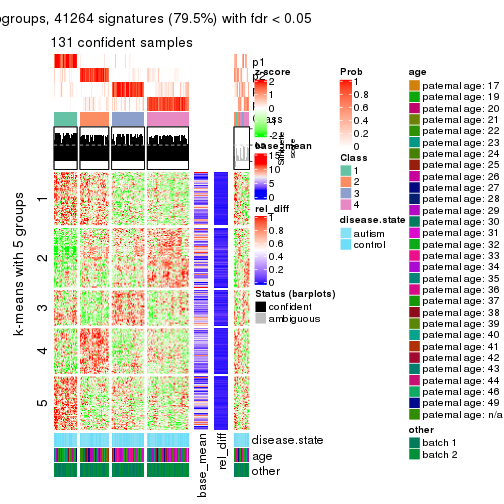 ogroups, 41264 signatures (79.5%) with fdr < 0.05
131 confident samples
p1
k-means with 5 groups
1
2
3
4
5
disease.state
age
other
base_mean
rel_diff
z-score
2
1
0
-2
base_mean
15
5
0
rel_diff
1
0.8
0.6
0.4
0.2
0
Status (barplots)
confident
ambiguous
Silhouette
score
Prob
1
0.8
0.6
0.4
0.2
0
Class
1
2
3
4
disease.state
autism
control
age
paternal age: 17
paternal age: 19
paternal age: 20
paternal age: 21
paternal age: 22
paternal age: 23
paternal age: 24
paternal age: 25
paternal age: 26
paternal age: 27
paternal age: 28
paternal age: 29
paternal age: 30
paternal age: 31
paternal age: 32
paternal age: 33
paternal age: 34
paternal age: 35
paternal age: 36
paternal age: 37
paternal age: 38
paternal age: 39
paternal age: 40
paternal age: 41
paternal age: 42
paternal age: 43
paternal age: 44
paternal age: 46
paternal age: 49
paternal age: n/a
other
batch 1
batch 2